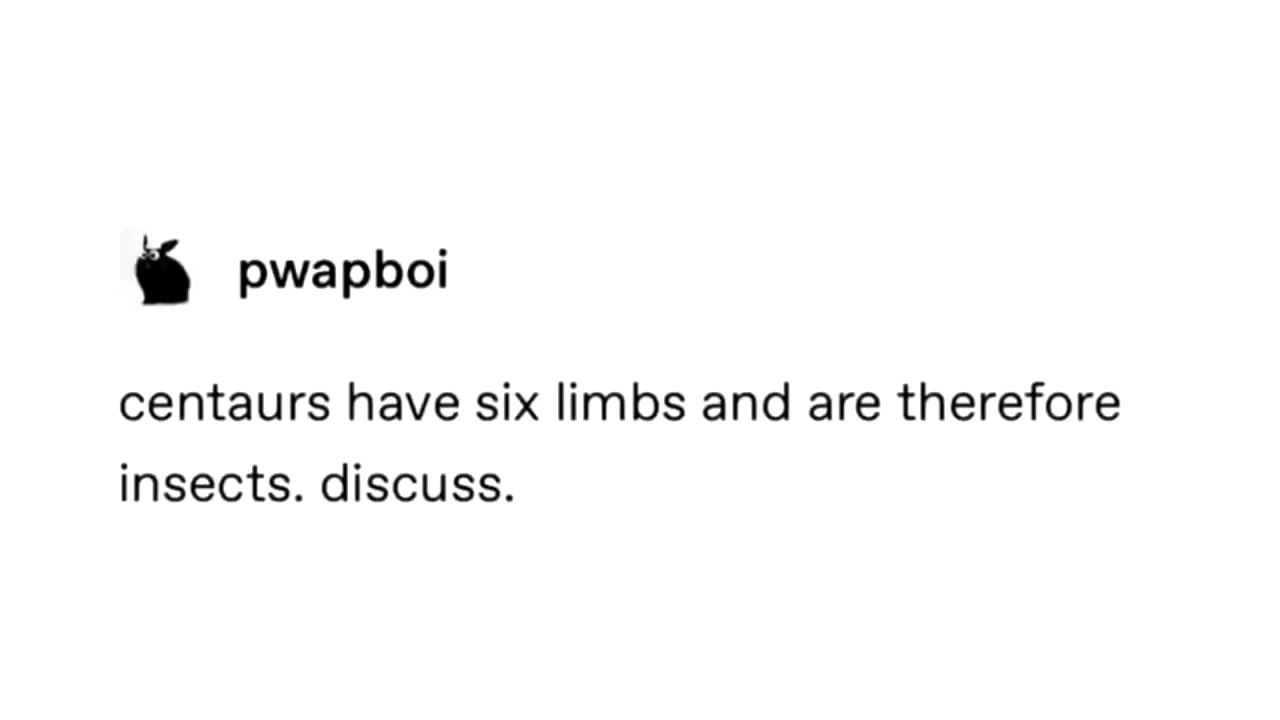 pwapboi
centaurs have six limbs and are therefore
insects. discuss.